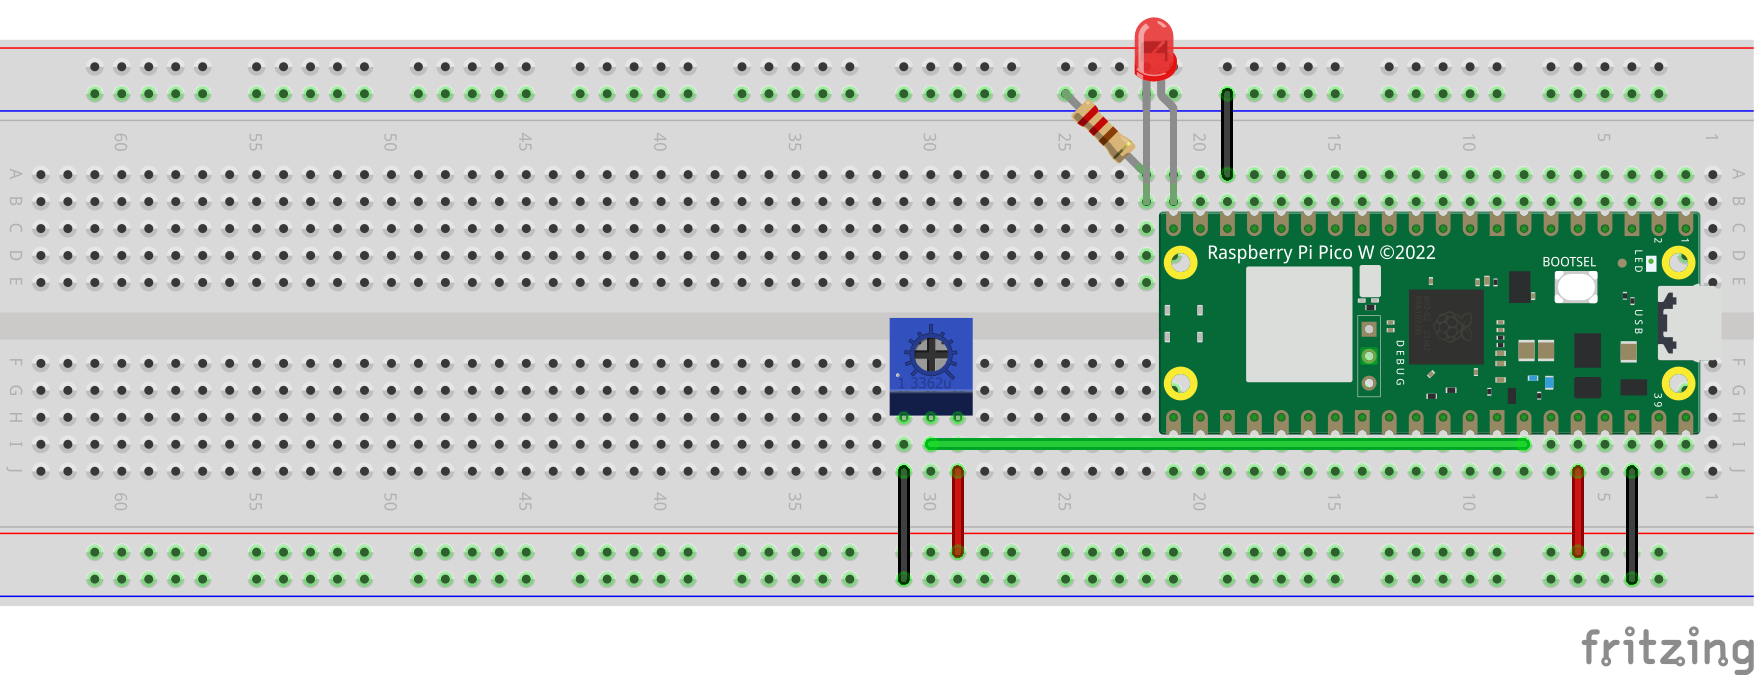 60 55 50 45 40 35 30 25 20 15 10 5 1
A A
B B
C C
D D
E E
Raspberry Pi Pico W ©2022
BOOTSEL
LED
2 1
USB
DEBUG
39
1 3362u
F F
G G
H H
I I
J J
60 55 50 45 40 35 30 25 20 15 10 5 1
fritzing